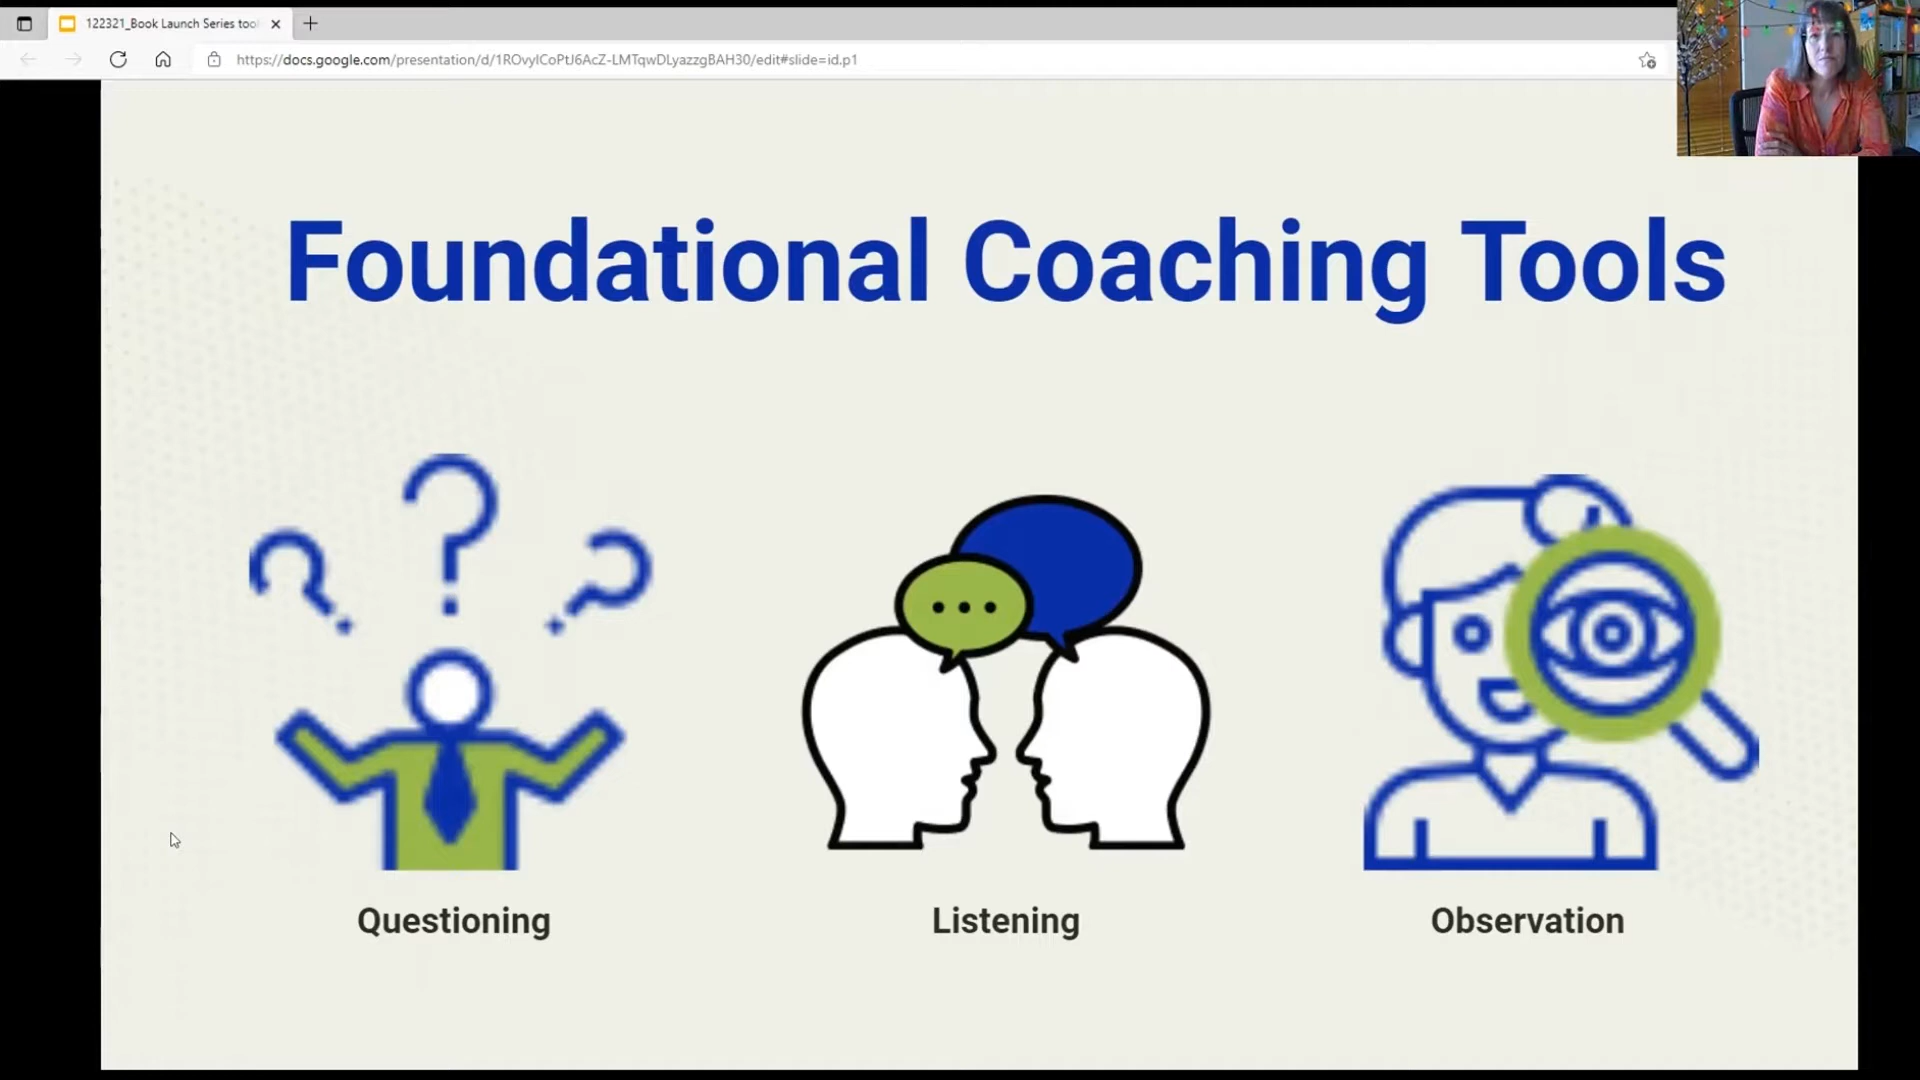 122321_Book Launch Series too
https://docs.google.com/presentation/d/1ROvyICoPtJ6AcZ-LMTqwDLyazzgBAH30/edit#slide=id.p1
Foundational Coaching Tools
Questioning
Listening
Observation